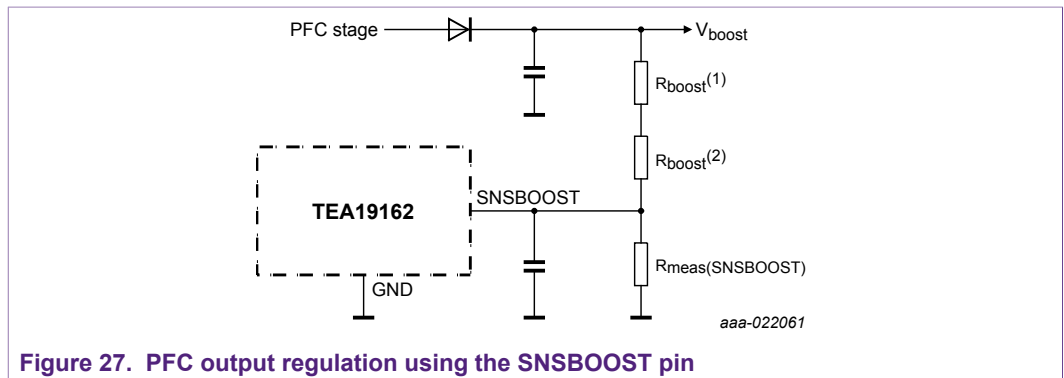 PFC stage
Vboost
Rboost(1)
Rboost(2)
SNSBOOST
TEA19162
Rmeas(SNSBOOST)
GND
aaa-022061
Figure 27. PFC output regulation using the SNSBOOST pin